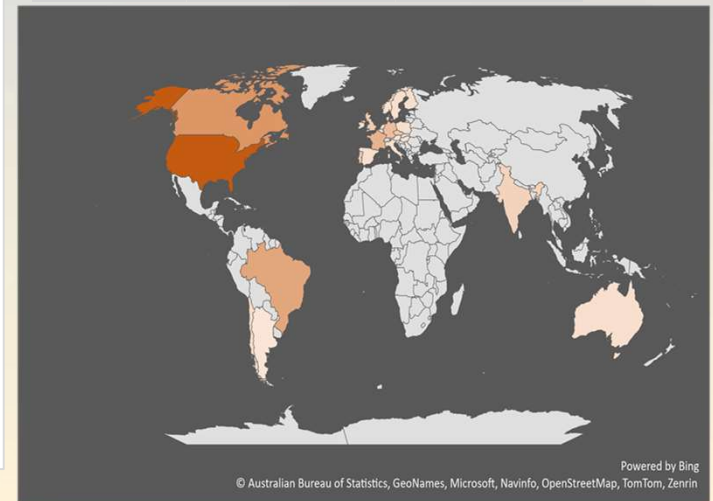 Powered by Bing
© Australian Bureau of Statistics, GeoNames, Microsoft, Navinfo, OpenStreetMap, TomTom, Zenrin